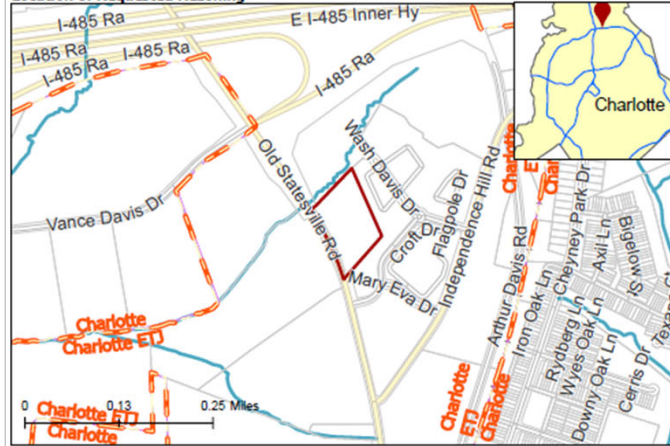 I-485 Ra
E I-485 Inner Hy
I-485 Ra
I-485 Ra
I-485 Ra
I-485 Ra
Charlotte
Old Statesville Rd
Wash Davis Dr
Vance Davis Dr
Croft Dr
Flagpole Dr
Independence Hill Rd
Mary Eva Dr
Arthur Davis Rd
Charlotte ETJ
Cheyney Park Dr
Axil Ln
Bigelow S
Iron Oak Ln
Rydberg Ln
Wyes Oak Ln
Downy Oak Ln
Cerris Dr
Charlotte
Charlotte ETJ
Charlotte
ETJ
Charlotte
0 0.13 0.25 Miles
Charlotte ETJ
Charlotte